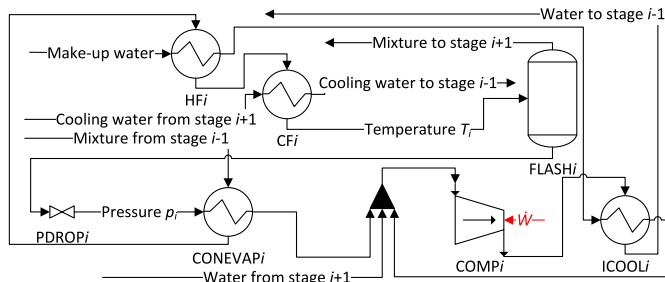 Water to stage i-1
Make-up water
Mixture to stage i+1
HFi
Cooling water to stage i-1
Cooling water from stage i+1
CFi
Temperature Ti
Mixture from stage i-1
FLASHi
Pressure pi
PDROPi
Ẇ
CONEVAPi
COMPi
ICOOLi
Water from stage i+1